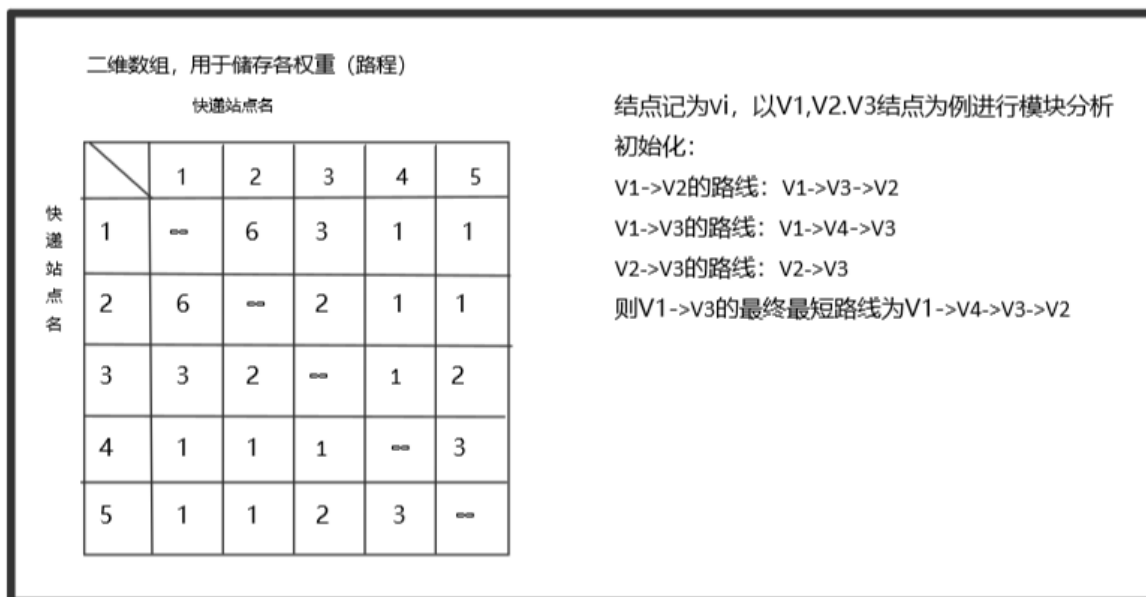 二维数组，用于储存各权重（路程）
快递站点名
快递站点名
1 2 3 4 5
1 ∞ 6 3 1 1
2 6 ∞ 2 1 1
3 3 2 ∞ 1 2
4 1 1 1 ∞ 3
5 1 1 2 3 ∞
结点记为vi，以V1,V2.V3结点为例进行模块分析
初始化：
V1->V2的路线：V1->V3->V2
V1->V3的路线：V1->V4->V3
V2->V3的路线：V2->V3
则V1->V3的最终最短路线为V1->V4->V3->V2